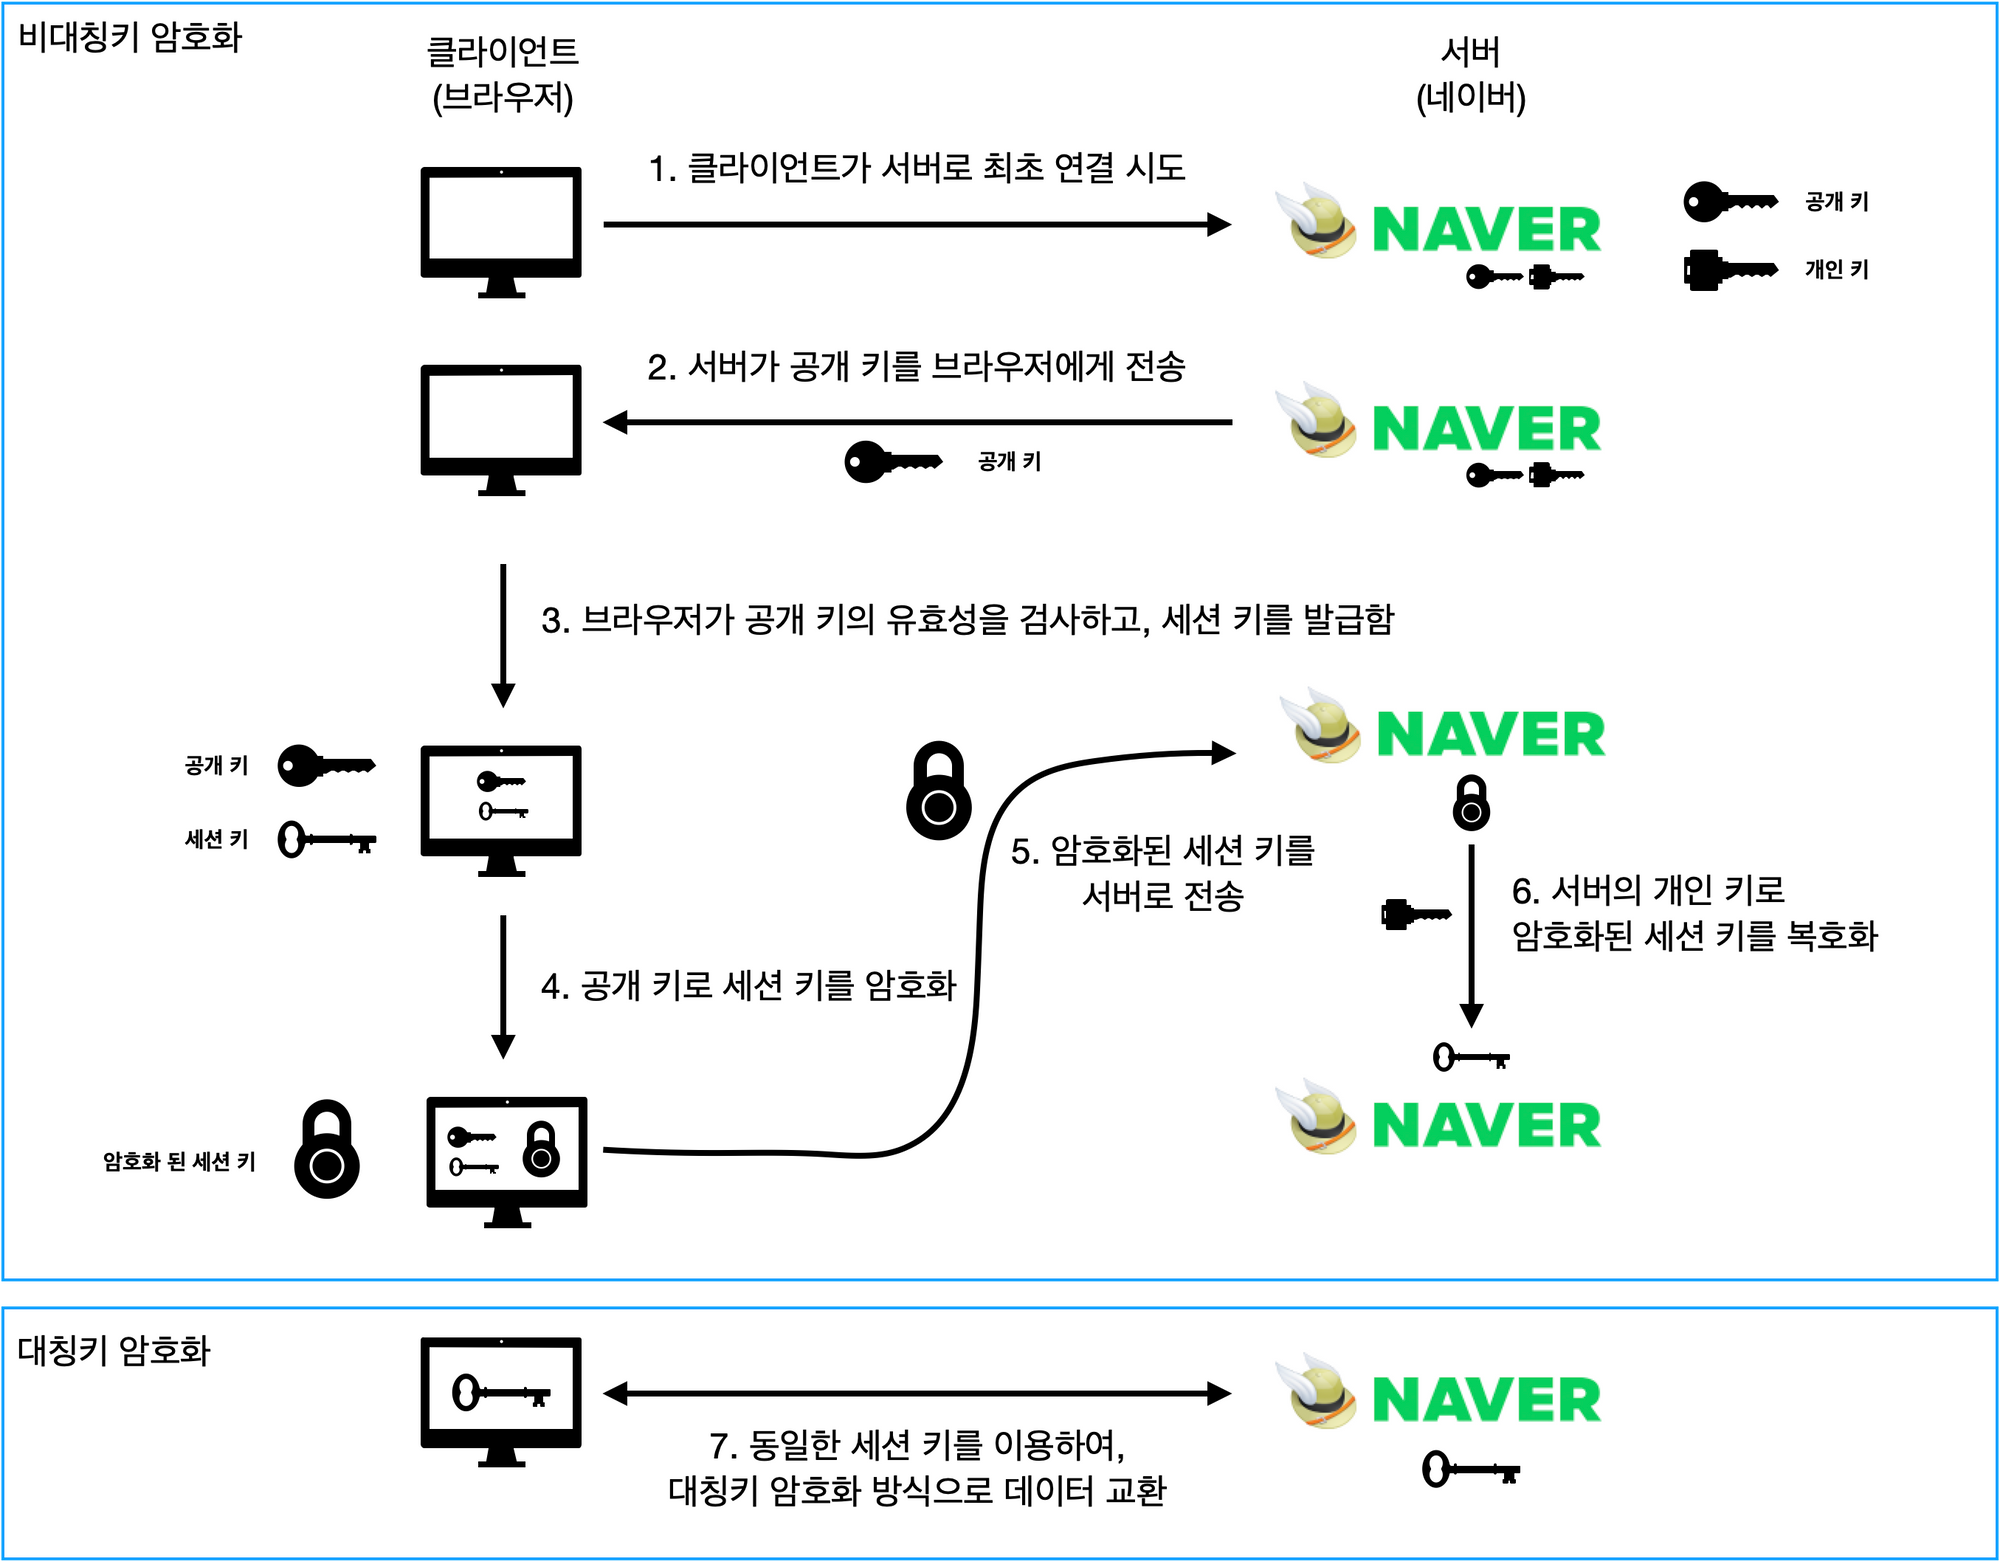 비대칭키 암호화
클라이언트
(브라우저)
서버
(네이버)
1. 클라이언트가 서버로 최초 연결 시도
NAVER
공개 키
개인 키
2. 서버가 공개 키를 브라우저에게 전송
NAVER
공개 키
3. 브라우저가 공개 키의 유효성을 검사하고, 세션 키를 발급함
NAVER
공개 키
세션 키
5. 암호화된 세션 키를
서버로 전송
6. 서버의 개인 키로
암호화된 세션 키를 복호화
4. 공개 키로 세션 키를 암호화
NAVER
암호화 된 세션 키
대칭키 암호화
NAVER
7. 동일한 세션 키를 이용하여,
대칭키 암호화 방식으로 데이터 교환